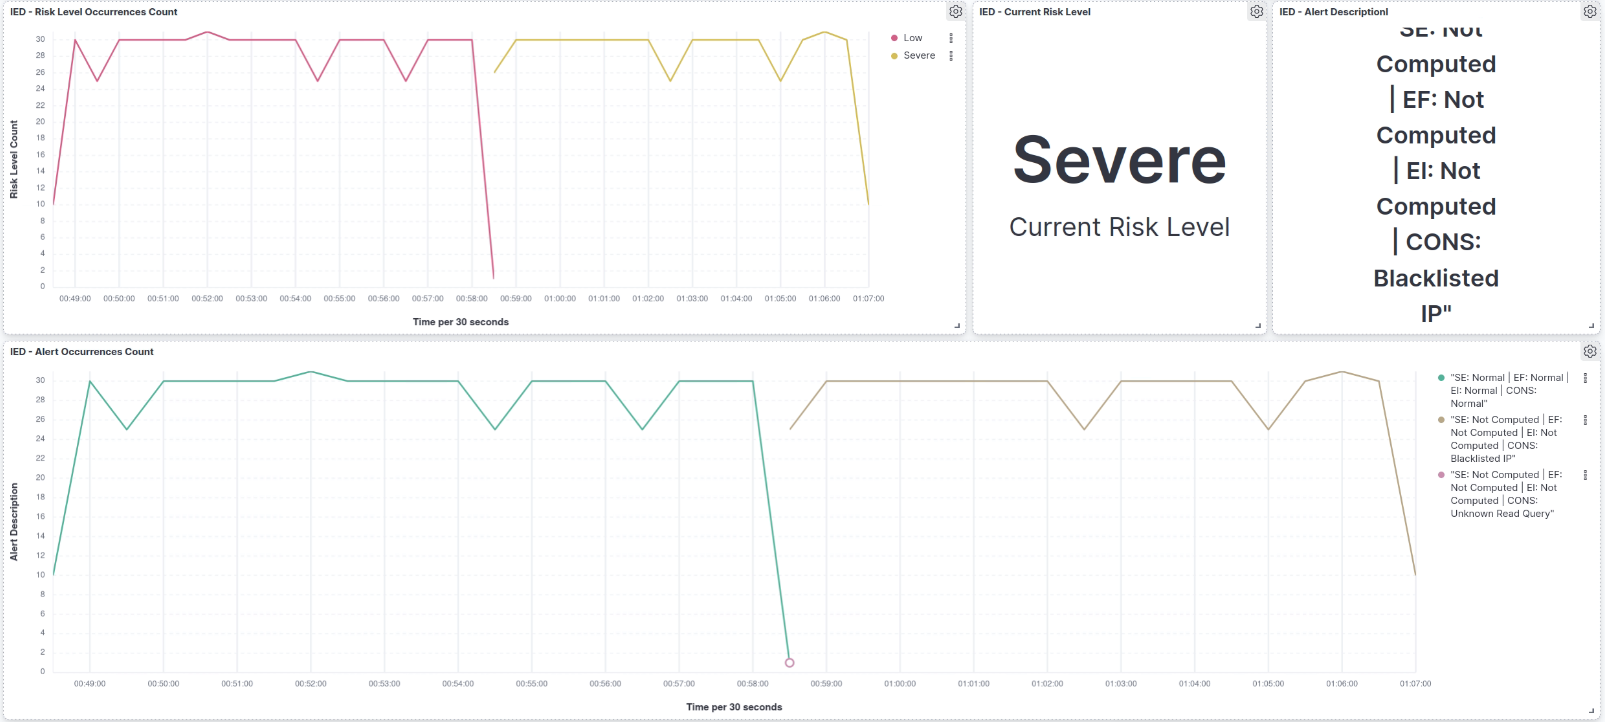 IED - Risk Level Occurrences Count
Risk Level Count
30
28
26
24
22
20
18
16
14
12
10
8
6
4
2
0
00:49:00 00:50:00 00:51:00 00:52:00 00:53:00 00:54:00 00:55:00 00:56:00 00:57:00 00:58:00 00:59:00 01:00:00 01:01:00 01:02:00 01:03:00 01:04:00 01:05:00 01:06:00 01:07:00
Time per 30 seconds
Low
Severe
IED - Current Risk Level
Severe
Current Risk Level
IED - Alert Descriptionl
SE: Not
Computed
| EF: Not
Computed
| EI: Not
Computed
| CONS:
Blacklisted
IP"
IED - Alert Occurrences Count
Alert Description
30
28
26
24
22
20
18
16
14
12
10
8
6
4
2
0
00:49:00 00:50:00 00:51:00 00:52:00 00:53:00 00:54:00 00:55:00 00:56:00 00:57:00 00:58:00 00:59:00 01:00:00 01:01:00 01:02:00 01:03:00 01:04:00 01:05:00 01:06:00 01:07:00
Time per 30 seconds
"SE: Normal | EF: Normal |
EI: Normal | CONS:
Normal"
"SE: Not Computed | EF:
Not Computed | EI: Not
Computed | CONS:
Blacklisted IP"
"SE: Not Computed | EF:
Not Computed | EI: Not
Computed | CONS:
Unknown Read Query"